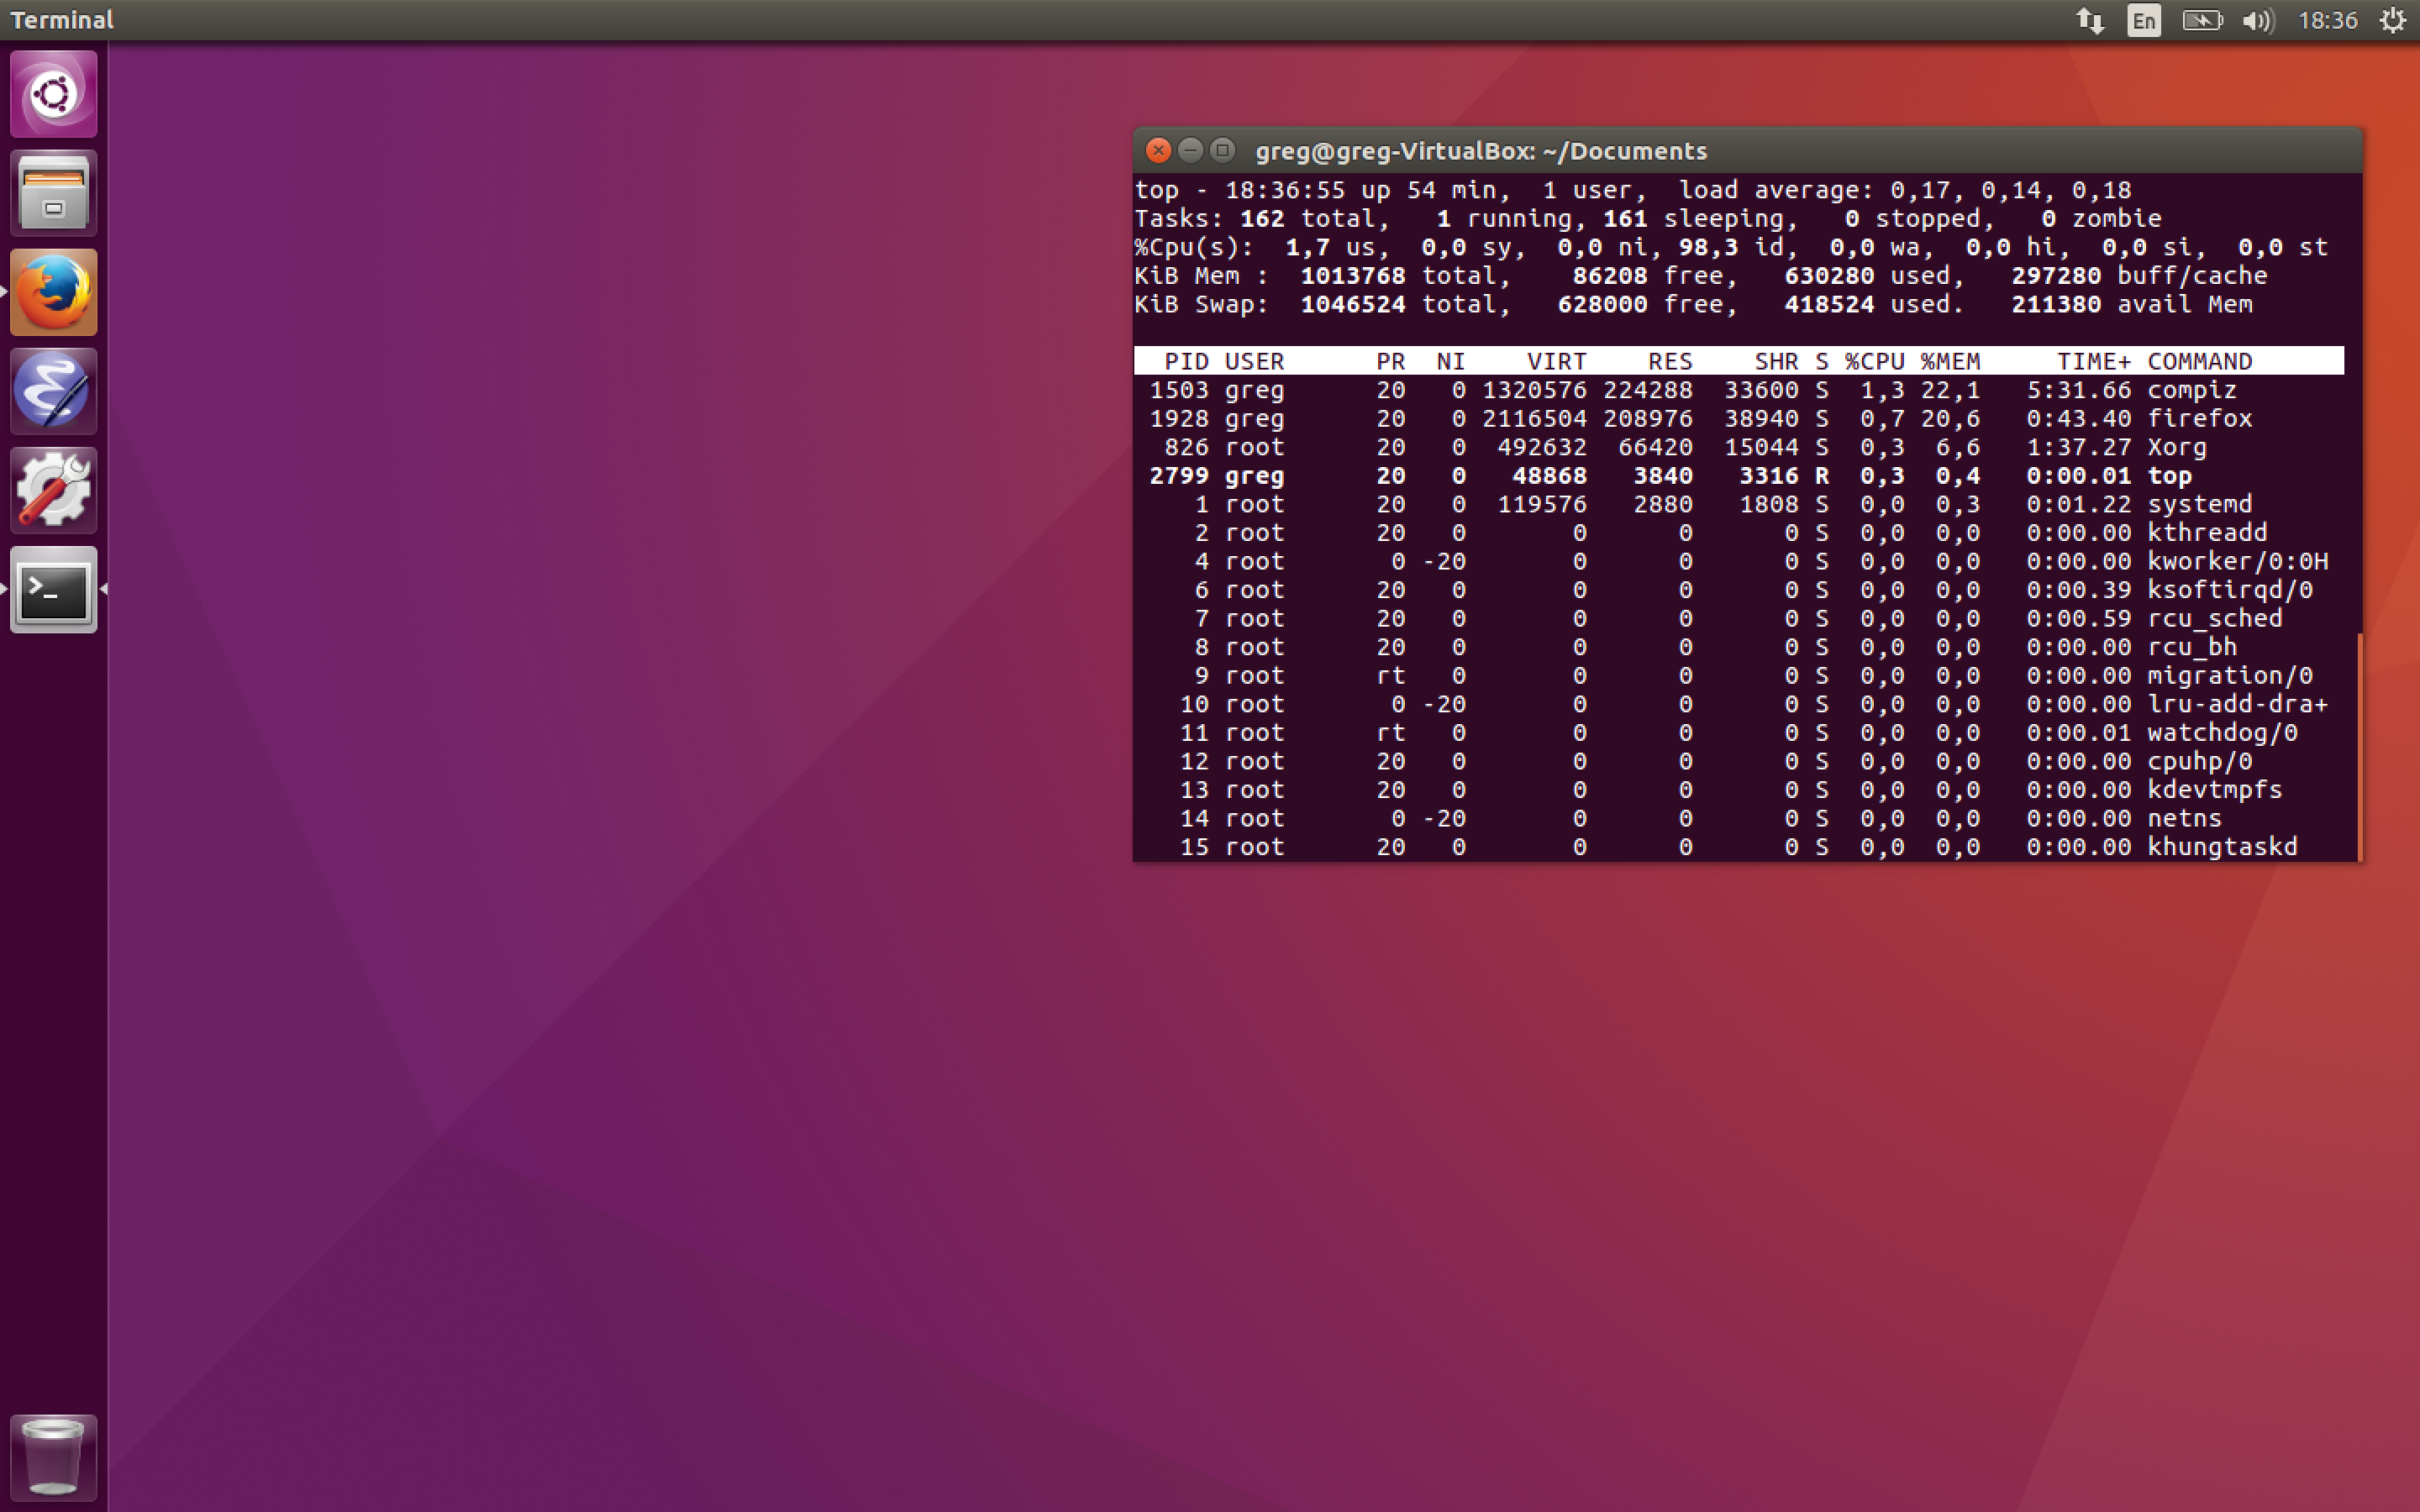 Terminal
En
18:36
greg@greg-VirtualBox: ~/Documents
top - 18:36:55 up 54 min,  1 user,  load average: 0,17, 0,14, 0,18
Tasks: 162 total,   1 running, 161 sleeping,   0 stopped,   0 zombie
%Cpu(s):  1,7 us,  0,0 sy,  0,0 ni, 98,3 id,  0,0 wa,  0,0 hi,  0,0 si,  0,0 st
KiB Mem :  1013768 total,    86208 free,   630280 used,   297280 buff/cache
KiB Swap:  1046524 total,   628000 free,   418524 used.   211380 avail Mem
PID USER      PR  NI    VIRT    RES    SHR S %CPU %MEM     TIME+ COMMAND
1503 greg      20   0 1320576 224288  33600 S  1,3 22,1   5:31.66 compiz
1928 greg      20   0 2116504 208976  38940 S  0,7 20,6   0:43.40 firefox
826 root      20   0  492632  66420  15044 S  0,3  6,6   1:37.27 Xorg
2799 greg      20   0   48868   3840   3316 R  0,3  0,4   0:00.01 top
1 root      20   0  119576   2880   1808 S  0,0  0,3   0:01.22 systemd
2 root      20   0       0      0      0 S  0,0  0,0   0:00.00 kthreadd
4 root       0 -20       0      0      0 S  0,0  0,0   0:00.00 kworker/0:0H
6 root      20   0       0      0      0 S  0,0  0,0   0:00.39 ksoftirqd/0
7 root      20   0       0      0      0 S  0,0  0,0   0:00.59 rcu_sched
8 root      20   0       0      0      0 S  0,0  0,0   0:00.00 rcu_bh
9 root      rt   0       0      0      0 S  0,0  0,0   0:00.00 migration/0
10 root       0 -20       0      0      0 S  0,0  0,0   0:00.00 lru-add-dra+
11 root      rt   0       0      0      0 S  0,0  0,0   0:00.01 watchdog/0
12 root      20   0       0      0      0 S  0,0  0,0   0:00.00 cpuhp/0
13 root      20   0       0      0      0 S  0,0  0,0   0:00.00 kdevtmpfs
14 root       0 -20       0      0      0 S  0,0  0,0   0:00.00 netns
15 root      20   0       0      0      0 S  0,0  0,0   0:00.00 khungtaskd